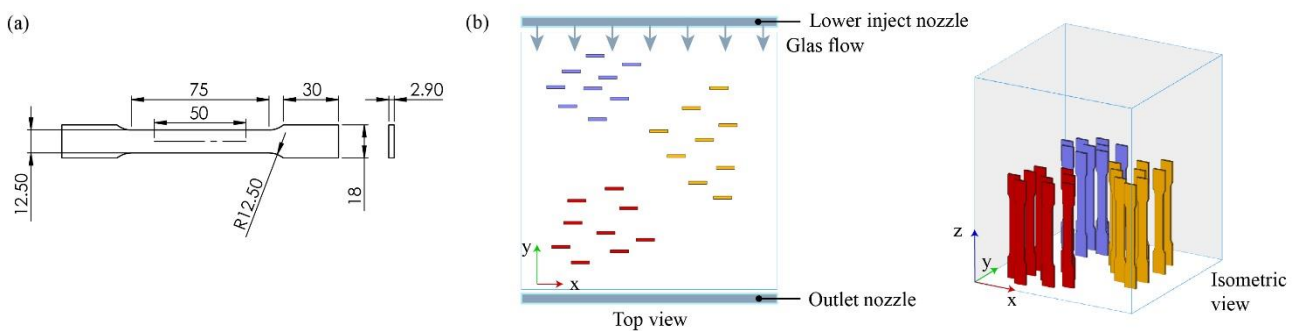 (a)
75
30
2.90
50
12.50
R12.50
18
(b)
Lower inject nozzle
Glas flow
y
x
Outlet nozzle
Top view
z
y
x
Isometric
view